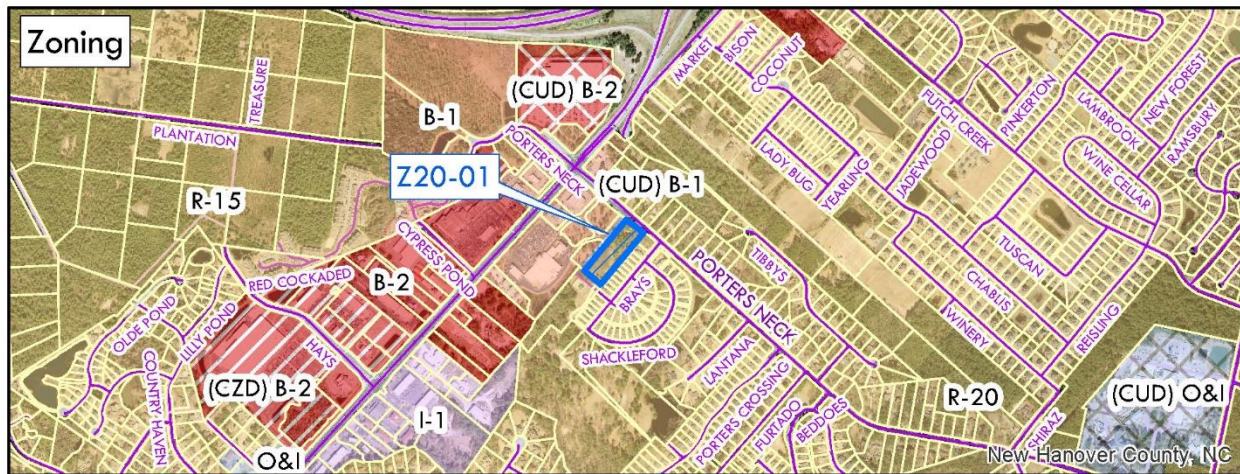 Zoning
TREASURE
PLANTATION
(CUD) B-2
B-1
PORTERS NECK
MARKET
BISON
COCONUT
FUTCH CREEK
PINKERTON
LAMBROOK
NEW FOREST
RAMSBURY
Z20-01
(CUD) B-1
LADY BUG
YEARLING
JADEWOOD
WINE CELLAR
R-15
CYPRESS POND
RED COCKADED
B-2
BRAYS
PORTERS NECK
TIBBYS
TUSCAN
CHABLIS
OLDE POND
LILLY POND
HAYS
SHACKLEFORD
LANTANA
WINERY
REISLING
COUNTRY HAVEN
(CZD) B-2
I-1
PORTERS CROSSING
FURTADO
BEDDOES
R-20
(CUD) O&I
SHIRAZ
O&I
New Hanover County, NC